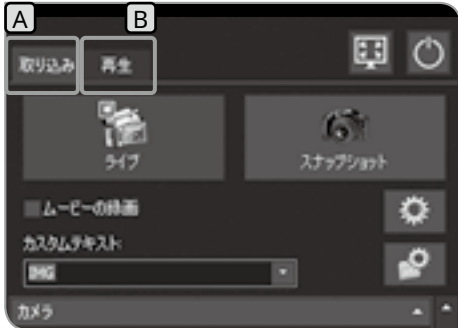 A B
取り込み 再生
ライブ スナップショット
ムービーの録画
カスタムテキスト
IMG
カメラ